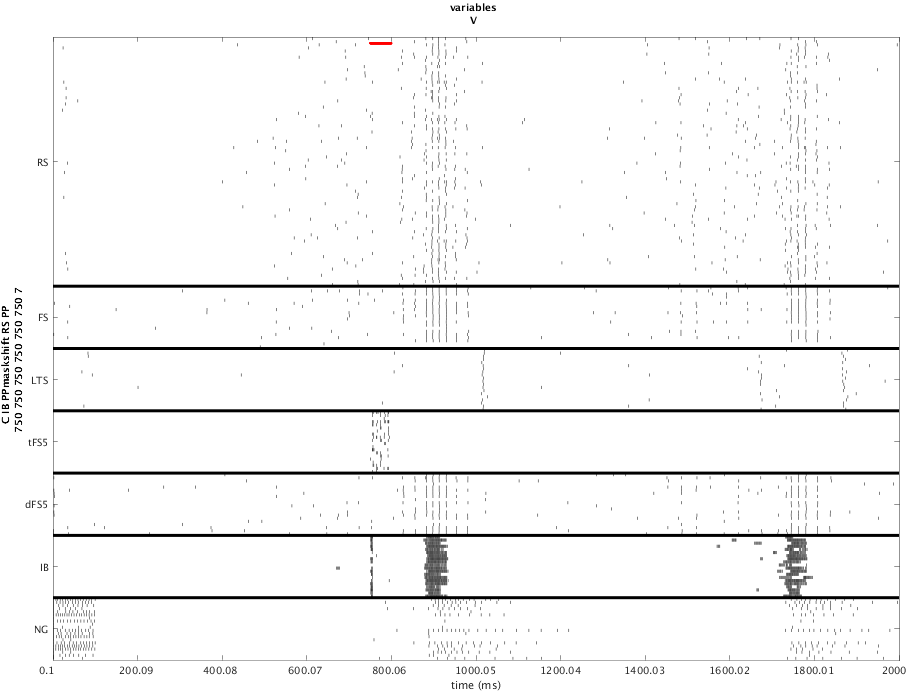 variables
V
RS
FS
LTS
tFS5
dFS5
IB
NG
C IB PPmaskshift RS PP
750 750 750 750 750 750 7
0.1 200.09 400.08 600.07 800.06 1000.05 1200.04 1400.03 1600.02 1800.01 2000
time (ms)